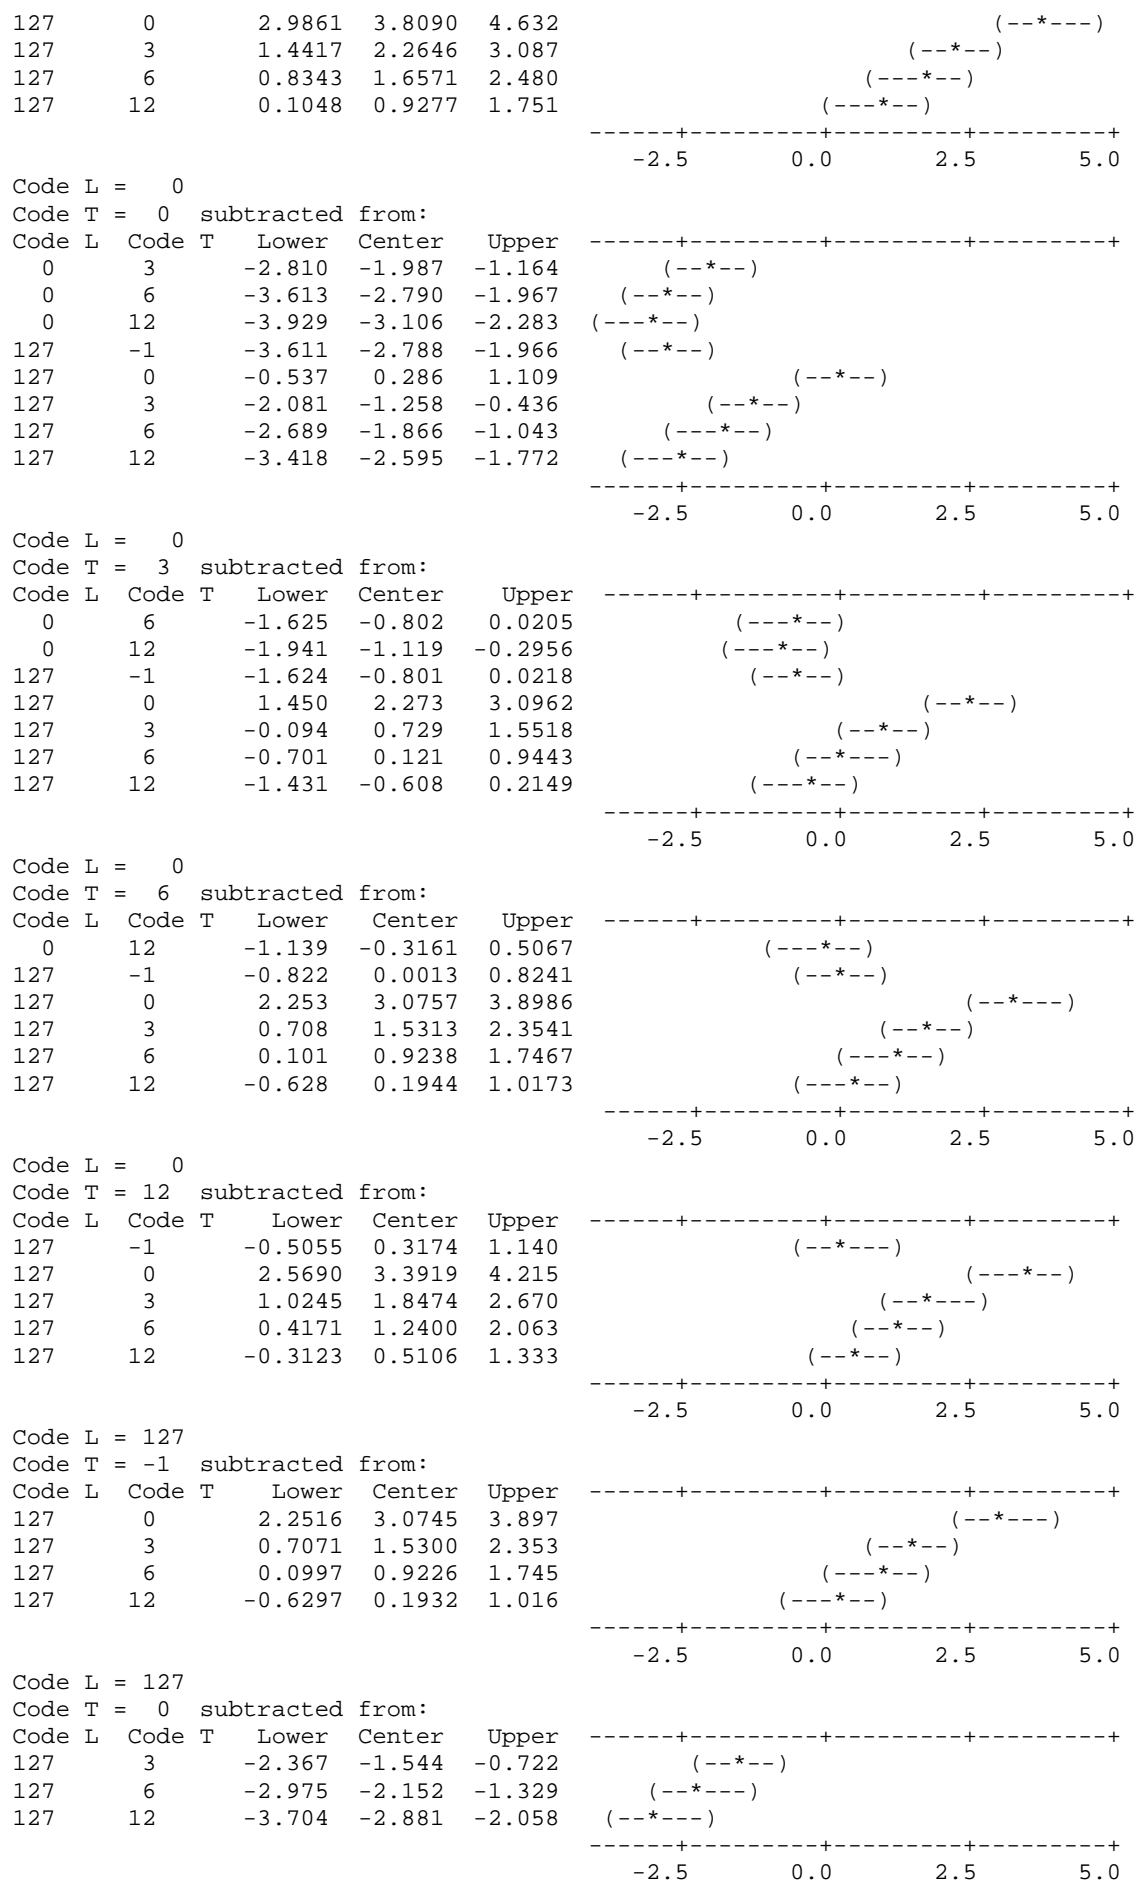 127 0 2.9861 3.8090 4.632 (--*---)
127 3 1.4417 2.2646 3.087 (--*--)
127 6 0.8343 1.6571 2.480 (---*--)
127 12 0.1048 0.9277 1.751 (---*--)
------+---------+---------+---------+
-2.5 0.0 2.5 5.0
Code L = 0
Code T = 0 subtracted from:
Code L Code T Lower Center Upper ------+---------+---------+---------+
0 3 -2.810 -1.987 -1.164 (--*--)
0 6 -3.613 -2.790 -1.967 (--*--)
0 12 -3.929 -3.106 -2.283 (---*--)
127 -1 -3.611 -2.788 -1.966 (--*--)
127 0 -0.537 0.286 1.109 (--*--)
127 3 -2.081 -1.258 -0.436 (--*--)
127 6 -2.689 -1.866 -1.043 (---*--)
127 12 -3.418 -2.595 -1.772 (---*--)
------+---------+---------+---------+
-2.5 0.0 2.5 5.0
Code L = 0
Code T = 3 subtracted from:
Code L Code T Lower Center Upper ------+---------+---------+---------+
0 6 -1.625 -0.802 0.0205 (---*--)
0 12 -1.941 -1.119 -0.2956 (---*--)
127 -1 -1.624 -0.801 0.0218 (--*--)
127 0 1.450 2.273 3.0962 (--*--)
127 3 -0.094 0.729 1.5518 (--*--)
127 6 -0.701 0.121 0.9443 (--*---)
127 12 -1.431 -0.608 0.2149 (---*--)
------+---------+---------+---------+
-2.5 0.0 2.5 5.0
Code L = 0
Code T = 6 subtracted from:
Code L Code T Lower Center Upper ------+---------+---------+---------+
0 12 -1.139 -0.3161 0.5067 (---*--)
127 -1 -0.822 0.0013 0.8241 (--*--)
127 0 2.253 3.0757 3.8986 (--*---)
127 3 0.708 1.5313 2.3541 (--*--)
127 6 0.101 0.9238 1.7467 (---*--)
127 12 -0.628 0.1944 1.0173 (---*--)
------+---------+---------+---------+
-2.5 0.0 2.5 5.0
Code L = 0
Code T = 12 subtracted from:
Code L Code T Lower Center Upper ------+---------+---------+---------+
127 -1 -0.5055 0.3174 1.140 (--*---)
127 0 2.5690 3.3919 4.215 (---*--)
127 3 1.0245 1.8474 2.670 (--*---)
127 6 0.4171 1.2400 2.063 (--*--)
127 12 -0.3123 0.5106 1.333 (--*--)
------+---------+---------+---------+
-2.5 0.0 2.5 5.0
Code L = 127
Code T = -1 subtracted from:
Code L Code T Lower Center Upper ------+---------+---------+---------+
127 0 2.2516 3.0745 3.897 (--*---)
127 3 0.7071 1.5300 2.353 (--*--)
127 6 0.0997 0.9226 1.745 (---*--)
127 12 -0.6297 0.1932 1.016 (---*--)
------+---------+---------+---------+
-2.5 0.0 2.5 5.0
Code L = 127
Code T = 0 subtracted from:
Code L Code T Lower Center Upper ------+---------+---------+---------+
127 3 -2.367 -1.544 -0.722 (--*--)
127 6 -2.975 -2.152 -1.329 (--*---)
127 12 -3.704 -2.881 -2.058 (--*---)
------+---------+---------+---------+
-2.5 0.0 2.5 5.0